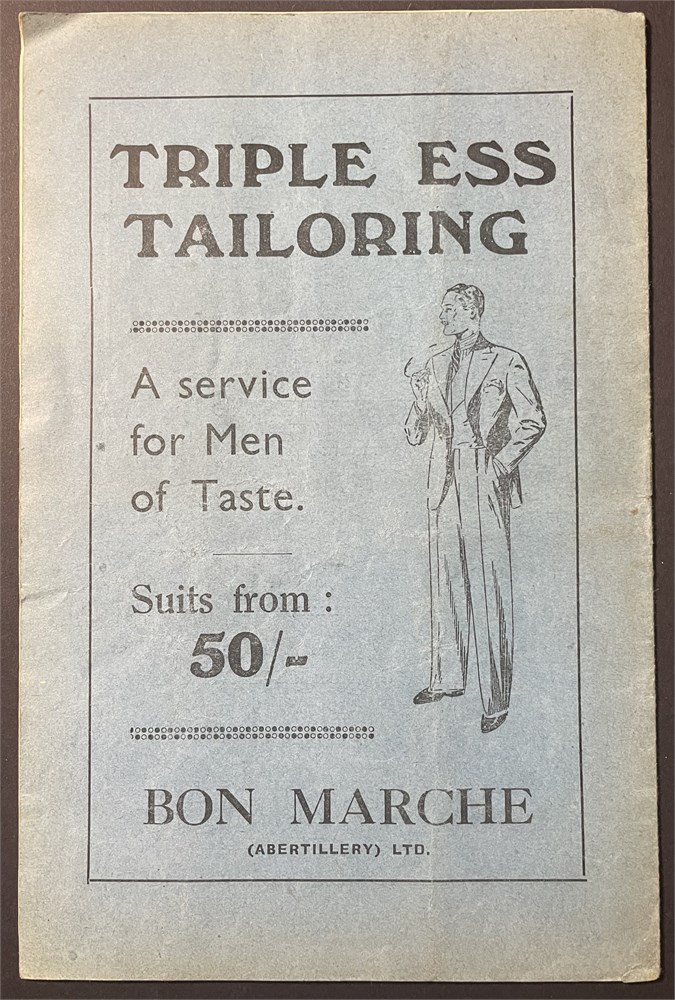 TRIPLE ESS
TAILORING
A service
for Men
of Taste.
Suits from :
50/-
BON MARCHE
(ABERTILLERY) LTD.